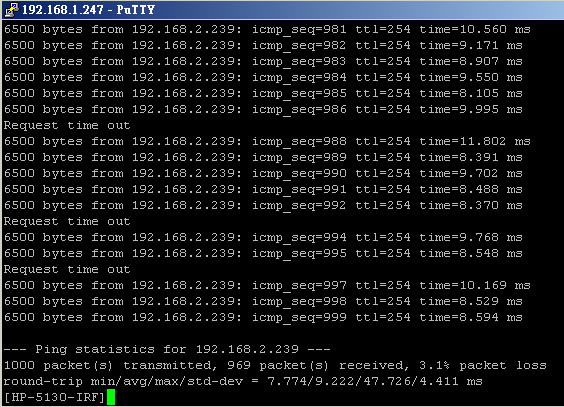 192.168.1.247 - PuTTY
6500 bytes from 192.168.2.239: icmp_seq=981 ttl=254 time=10.560 ms
6500 bytes from 192.168.2.239: icmp_seq=982 ttl=254 time=9.171 ms
6500 bytes from 192.168.2.239: icmp_seq=983 ttl=254 time=8.907 ms
6500 bytes from 192.168.2.239: icmp_seq=984 ttl=254 time=9.550 ms
6500 bytes from 192.168.2.239: icmp_seq=985 ttl=254 time=8.105 ms
6500 bytes from 192.168.2.239: icmp_seq=986 ttl=254 time=9.995 ms
Request time out
6500 bytes from 192.168.2.239: icmp_seq=988 ttl=254 time=11.802 ms
6500 bytes from 192.168.2.239: icmp_seq=989 ttl=254 time=8.391 ms
6500 bytes from 192.168.2.239: icmp_seq=990 ttl=254 time=9.702 ms
6500 bytes from 192.168.2.239: icmp_seq=991 ttl=254 time=8.488 ms
6500 bytes from 192.168.2.239: icmp_seq=992 ttl=254 time=8.370 ms
Request time out
6500 bytes from 192.168.2.239: icmp_seq=994 ttl=254 time=9.768 ms
6500 bytes from 192.168.2.239: icmp_seq=995 ttl=254 time=8.548 ms
Request time out
6500 bytes from 192.168.2.239: icmp_seq=997 ttl=254 time=10.169 ms
6500 bytes from 192.168.2.239: icmp_seq=998 ttl=254 time=8.529 ms
6500 bytes from 192.168.2.239: icmp_seq=999 ttl=254 time=8.594 ms
--- Ping statistics for 192.168.2.239 ---
1000 packet(s) transmitted, 969 packet(s) received, 3.1% packet loss
round-trip min/avg/max/std-dev = 7.774/9.222/47.726/4.411 ms
[HP-5130-IRF]